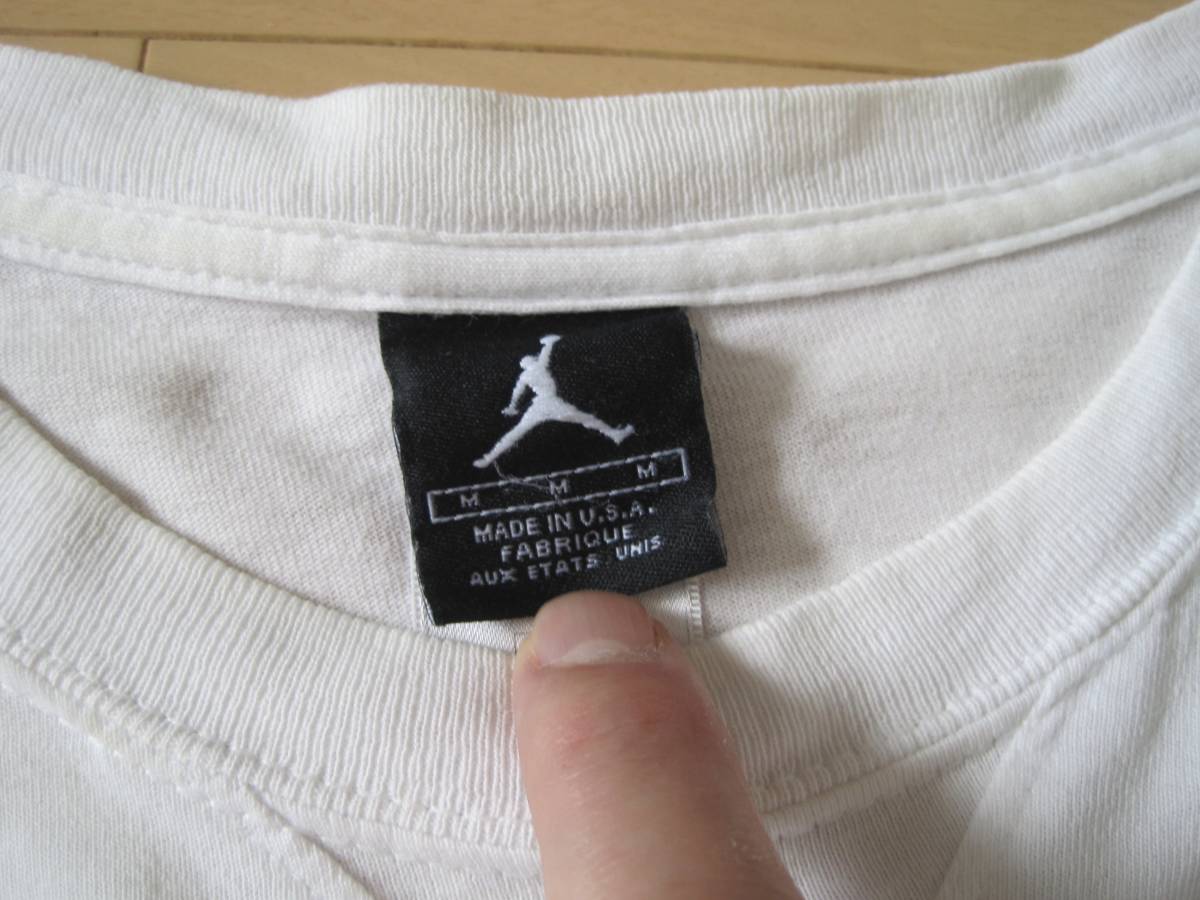 M M M
MADE IN U.S.A.
FABRIQUE
AUX ETATS UNIS